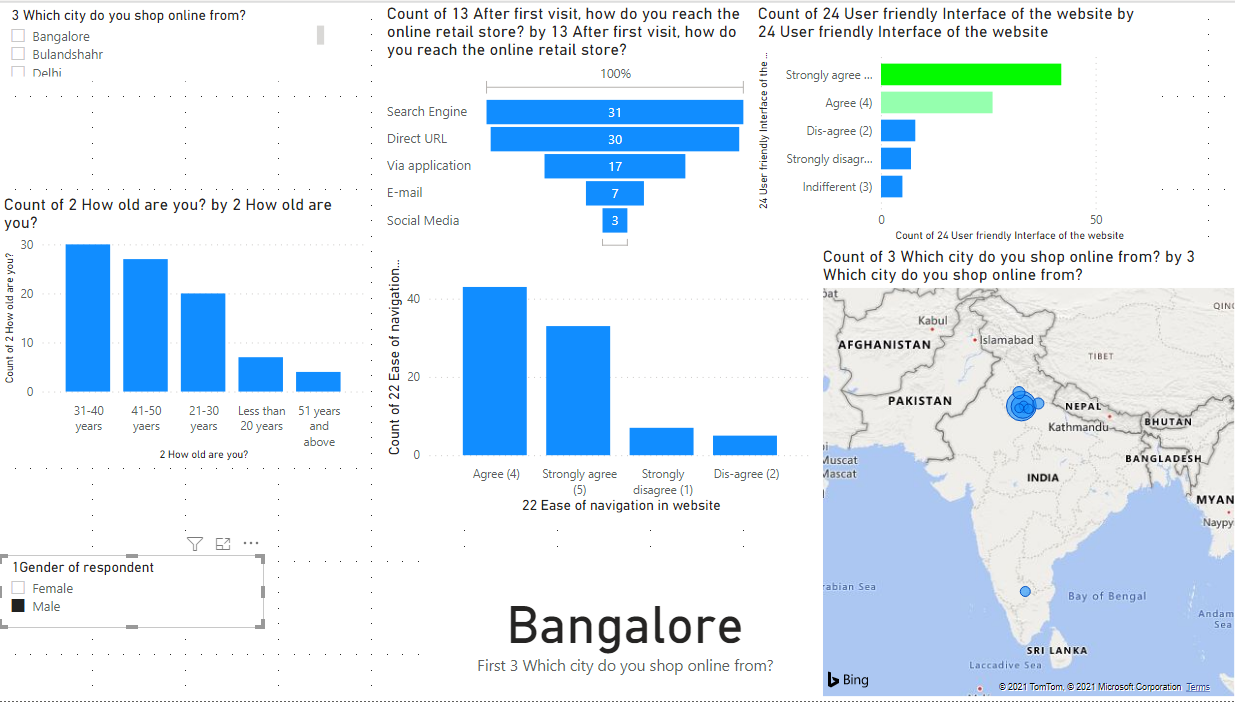 3 Which city do you shop online from?
Bangalore
Bulandshahr
Delhi
Count of 2 How old are you? by 2 How old are
you?
Count of 2 How old are you?
30
20
10
0
31-40
years
41-50
yaers
21-30
years
Less than
20 years
51 years
and
above
2 How old are you?
1Gender of respondent
Female
Male
Count of 13 After first visit, how do you reach the
online retail store? by 13 After first visit, how do
you reach the online retail store?
100%
Search Engine
31
Direct URL
30
Via application
17
E-mail
7
Social Media
3
Count of 22 Ease of navigation...
40
20
0
Agree (4)
Strongly agree
(5)
Strongly
disagree (1)
Dis-agree (2)
22 Ease of navigation in website
Bangalore
First 3 Which city do you shop online from?
Count of 24 User friendly Interface of the website by
24 User friendly Interface of the website
24 User friendly Interface of the...
Strongly agree ...
Agree (4)
Dis-agree (2)
Strongly disagr...
Indifferent (3)
0
50
Count of 24 User friendly Interface of the website
Count of 3 Which city do you shop online from? by 3
Which city do you shop online from?
QING
Kabul
Islamabad
AFGHANISTAN
TIBET
PAKISTAN
NEPAL
Kathmandu
BHUTAN
BANGLADESH
Muscat
Mascat
INDIA
MYAN
Naypy
rabian Sea
Bay of Bengal
Andam
Sea
SRI LANKA
Laccadive Sea
Bing
© 2021 TomTom, © 2021 Microsoft Corporation Terms